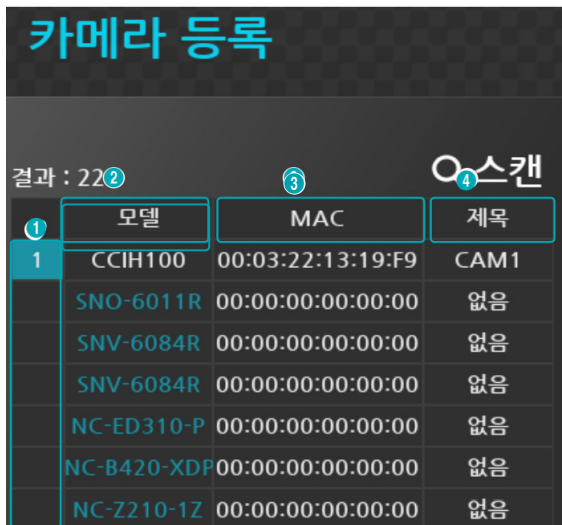 카메라 등록
결과 : 22 2 3 4 스캔
1 모델 MAC 제목
1 CCIH100 00:03:22:13:19:F9 CAM1
SNO-6011R 00:00:00:00:00:00 없음
SNV-6084R 00:00:00:00:00:00 없음
SNV-6084R 00:00:00:00:00:00 없음
NC-ED310-P 00:00:00:00:00:00 없음
NC-B420-XDP 00:00:00:00:00:00 없음
NC-Z210-1Z 00:00:00:00:00:00 없음